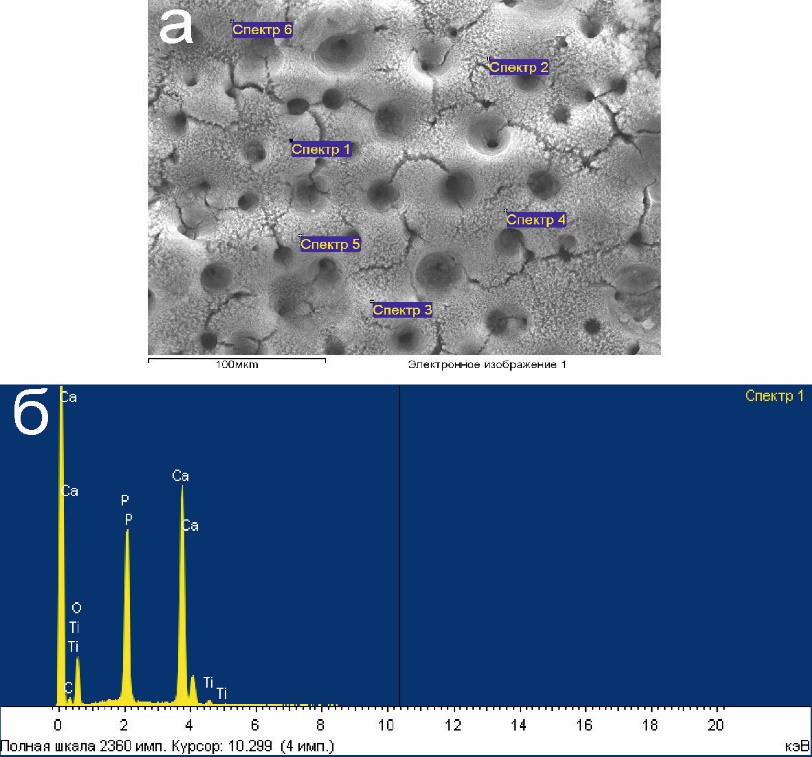 а
Спектр 6
Спектр 2
Спектр 1
Спектр 4
Спектр 5
Спектр 3
100мкm
Электронное изображение 1
б
Спектр 1
Ca
Ca
Ca
P
P
Ca
O
Ti
Ti
C
Ti
Ti
0 2 4 6 8 10 12 14 16 18 20
Полная шкала 2360 имп. Курсор: 10.299 (4 имп.)
кэВ